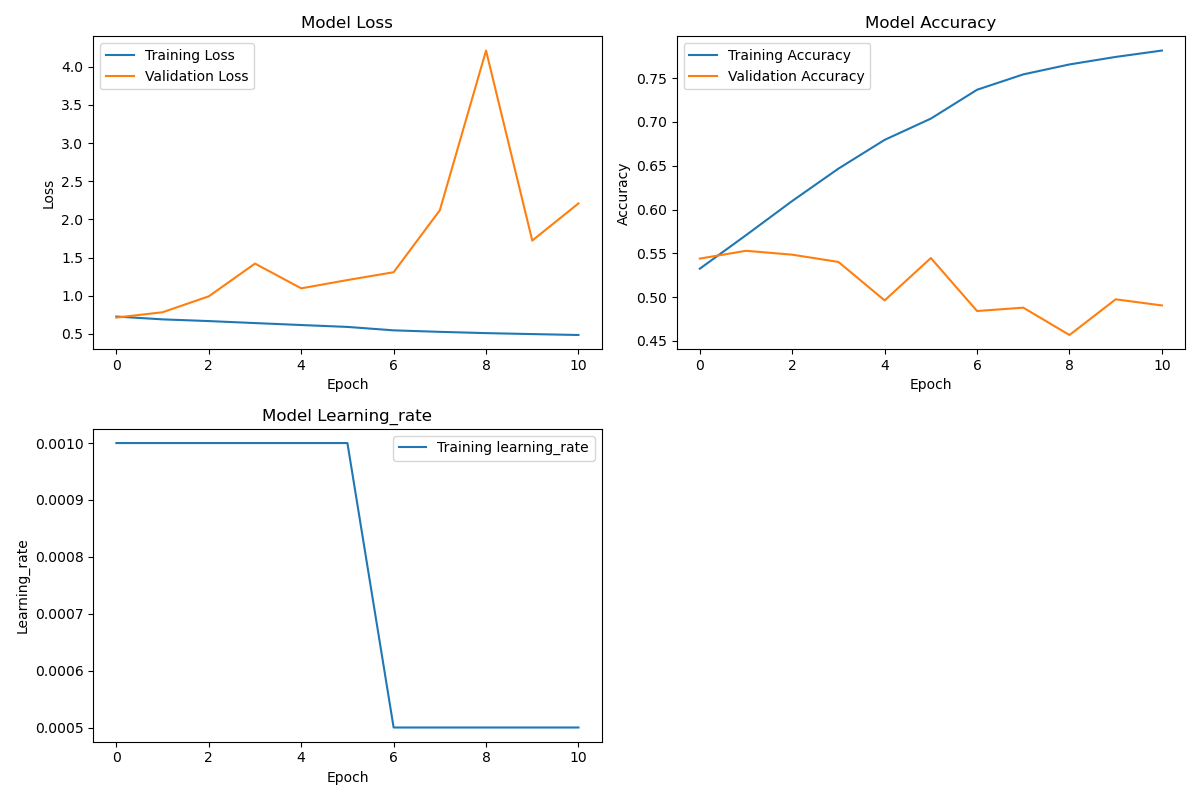 Model Loss
Training Loss
Validation Loss
4.0
3.5
3.0
2.5
2.0
1.5
1.0
0.5
Loss
0 2 4 6 8 10
Epoch
Model Accuracy
Training Accuracy
Validation Accuracy
0.75
0.70
0.65
0.60
0.55
0.50
0.45
Accuracy
0 2 4 6 8 10
Epoch
Model Learning_rate
Training learning_rate
0.0010
0.0009
0.0008
0.0007
0.0006
0.0005
Learning_rate
0 2 4 6 8 10
Epoch